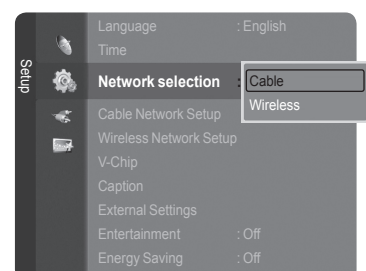 Setup
Language : English
Time
Network selection : Cable
Wireless
Cable Network Setup
Wireless Network Setup
V-Chip
Caption
External Settings
Entertainment : Off
Energy Saving : Off